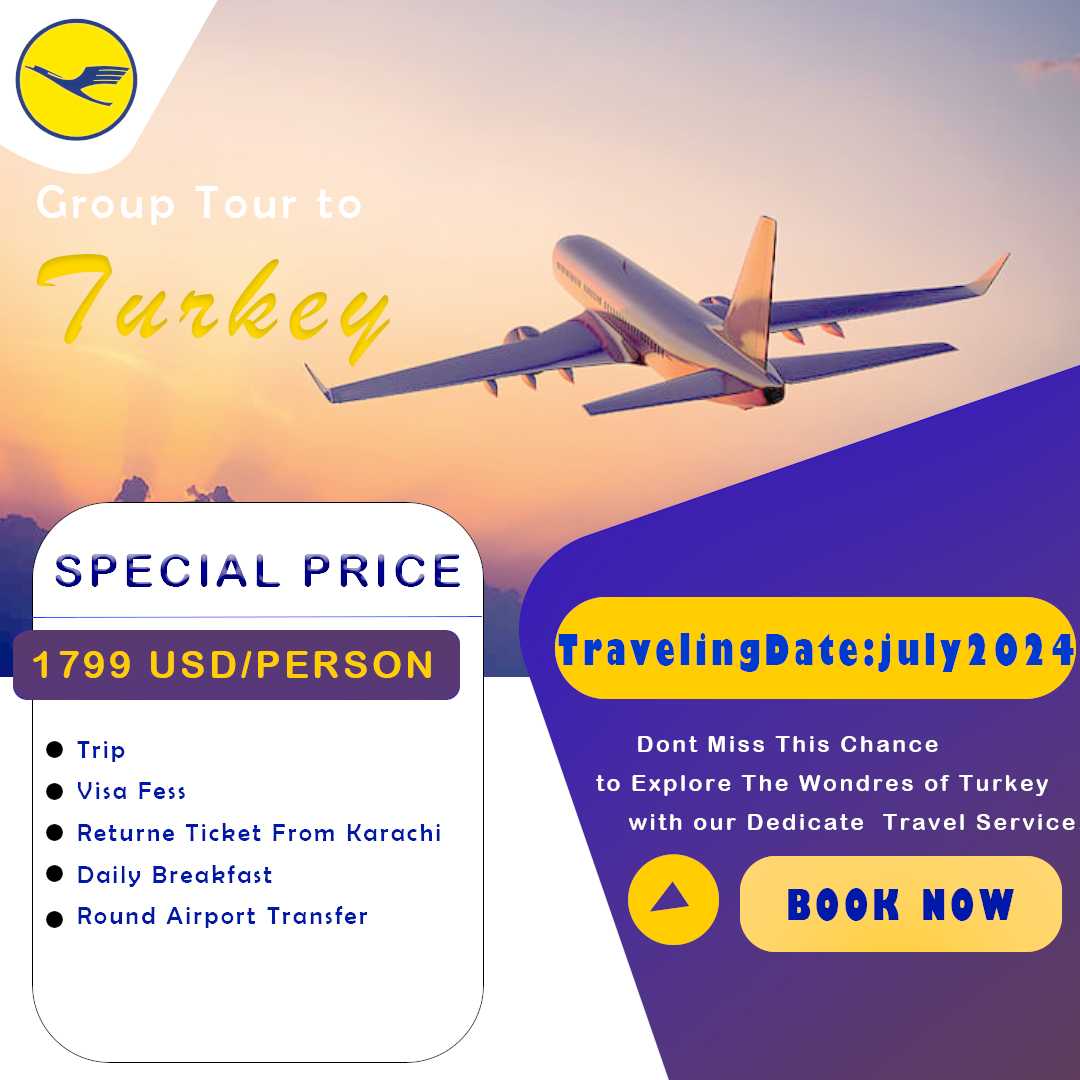 Group Tour to
Turkey
SPECIAL PRICE
1799 USD/PERSON
Trip
Visa Fess
Returne Ticket From Karachi
Daily Breakfast
Round Airport Transfer
TravelingDate:july2024
Dont Miss This Chance
to Explore The Wondres of Turkey
with our Dedicate Travel Service
BOOK NOW